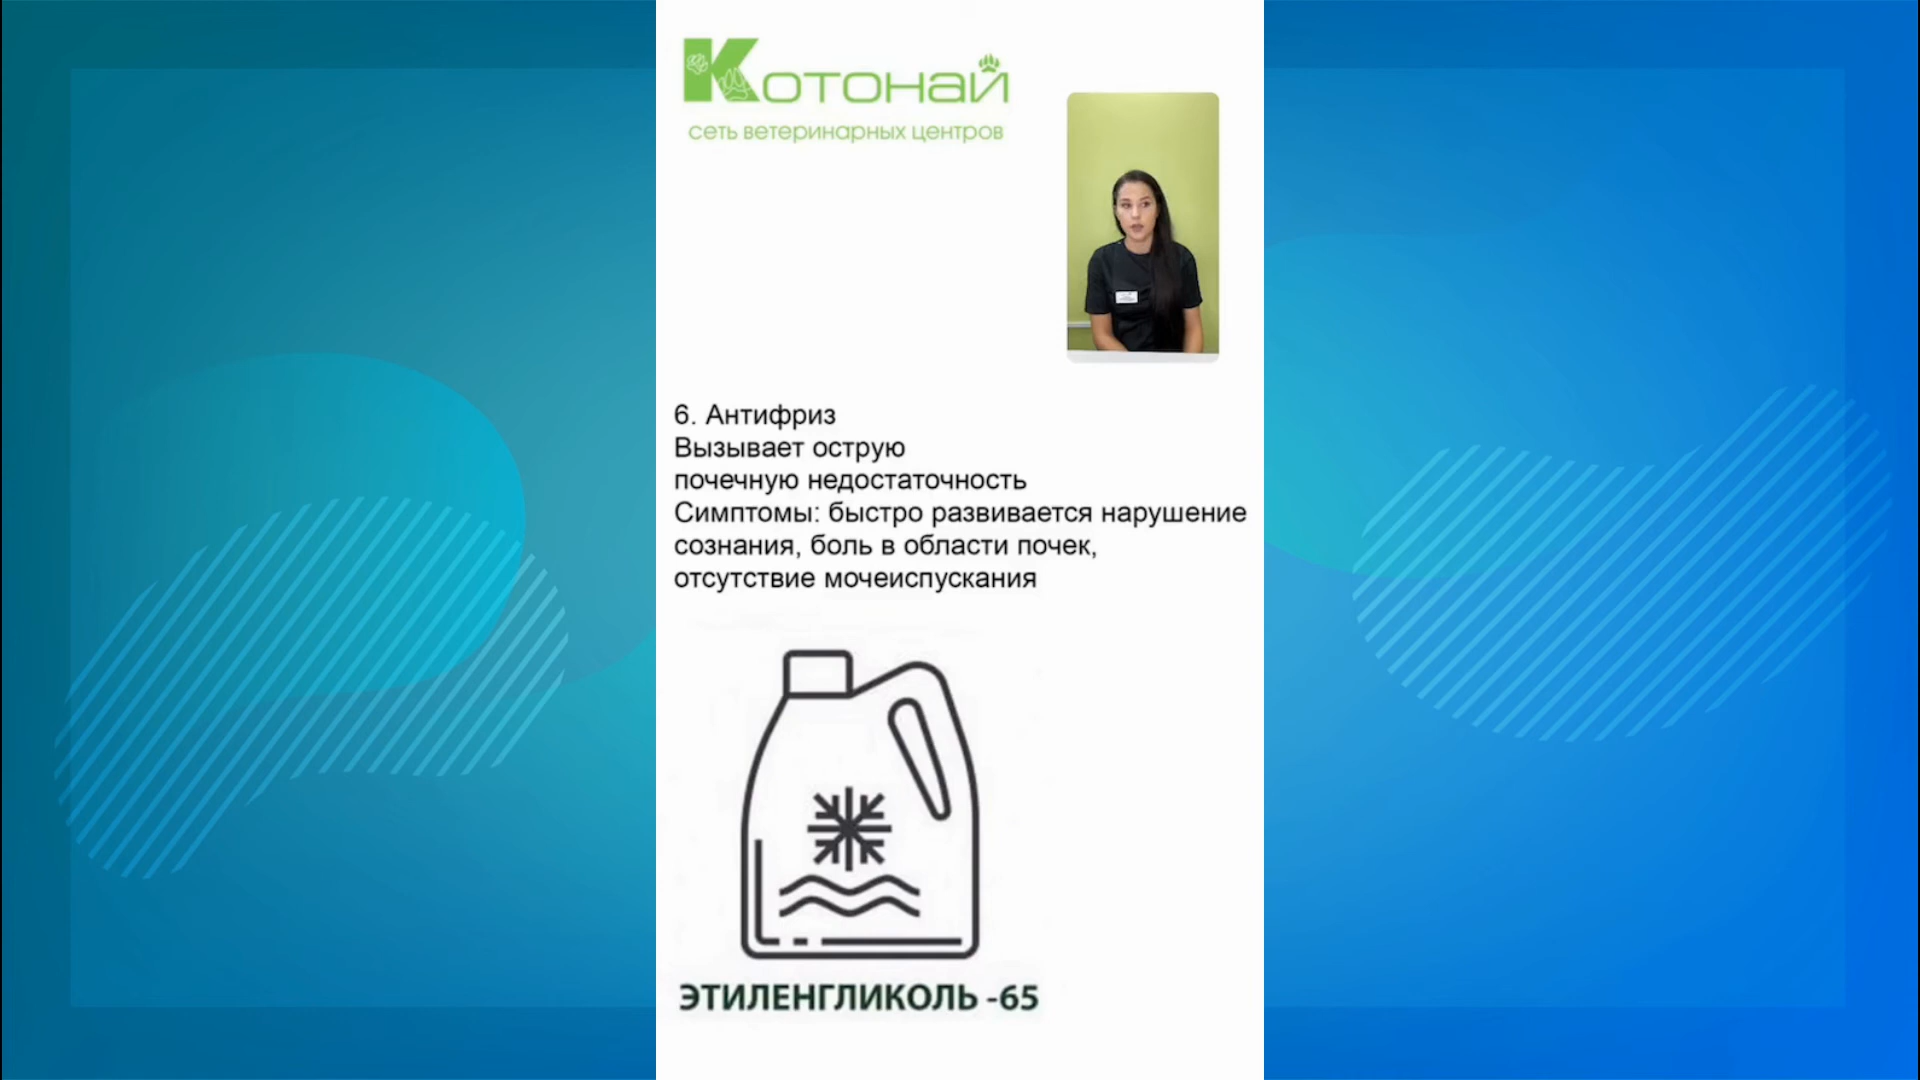 Котонай
сеть ветеринарных центров
6. Антифриз
Вызывает острую
почечную недостаточность
Симптомы: быстро развивается нарушение
сознания, боль в области почек,
отсутствие мочеиспускания
ЭТИЛЕНГЛИКОЛЬ -65